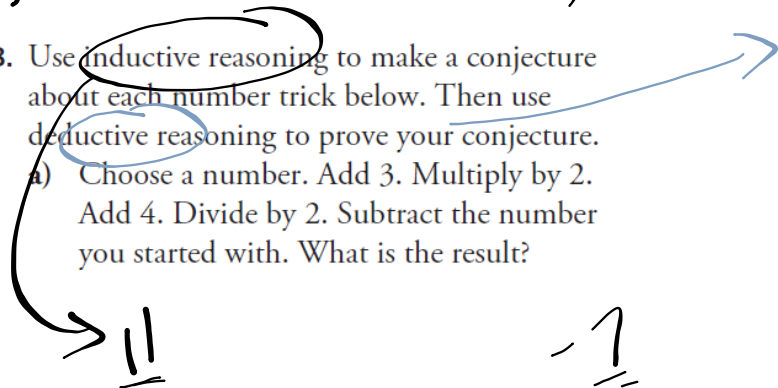 3. Use inductive reasoning to make a conjecture
about each number trick below. Then use
deductive reasoning to prove your conjecture.
a) Choose a number. Add 3. Multiply by 2.
Add 4. Divide by 2. Subtract the number
you started with. What is the result?